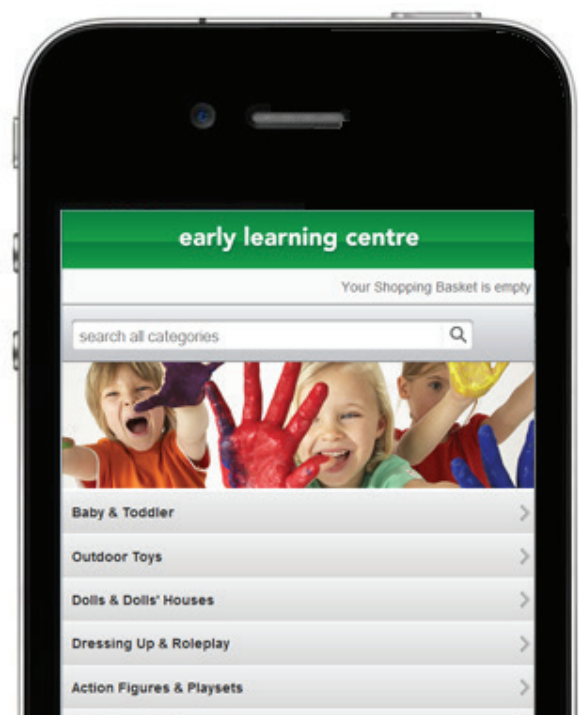 early learning centre
Your Shopping Basket is empty
search all categories
Baby & Toddler
Outdoor Toys
Dolls & Dolls' Houses
Dressing Up & Roleplay
Action Figures & Playsets